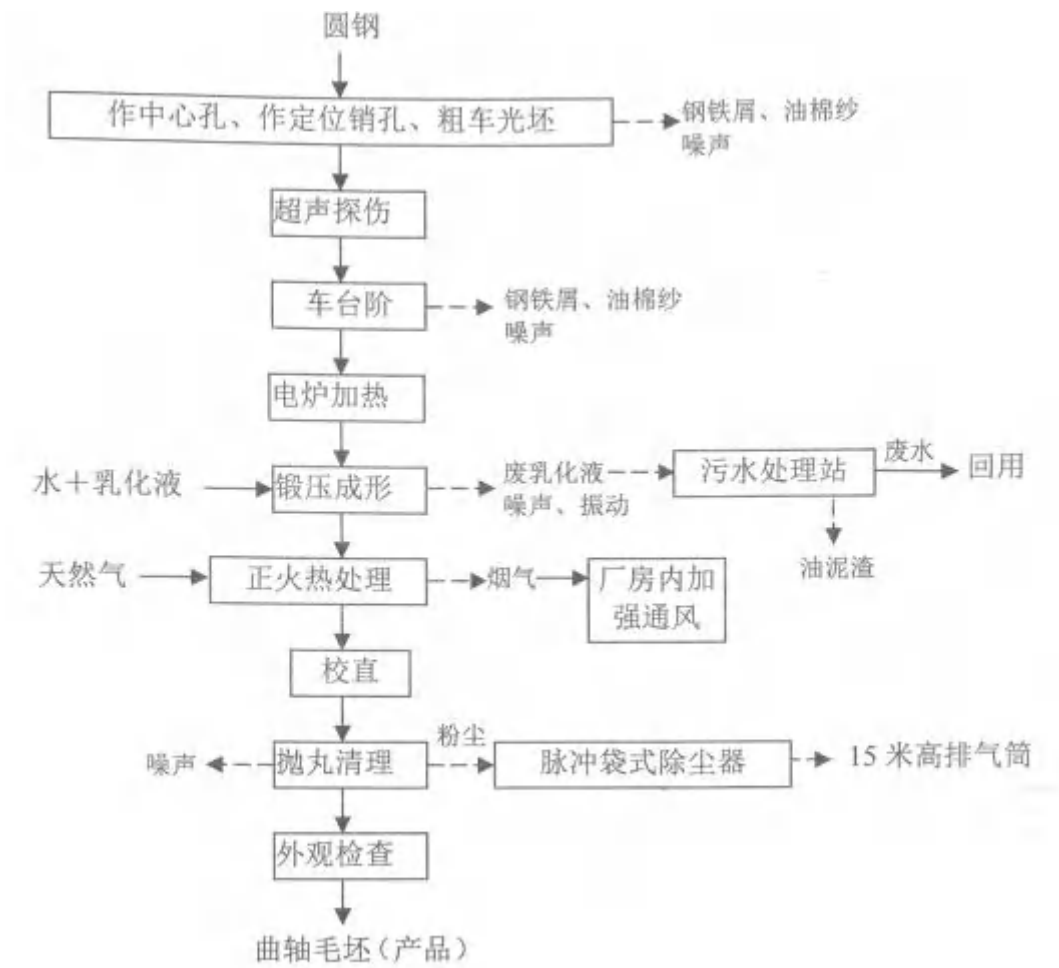 圆钢
作中心孔、作定位销孔、粗车光坯
钢铁屑、油棉纱
噪声
超声探伤
车台阶
钢铁屑、油棉纱
噪声
电炉加热
水＋乳化液
锻压成形
废乳化液
噪声、振动
污水处理站
废水
回用
油泥渣
天然气
正火热处理
烟气
厂房内加
强通风
校直
噪声
抛丸清理
粉尘
脉冲袋式除尘器
15 米高排气筒
外观检查
曲轴毛坯（产品）